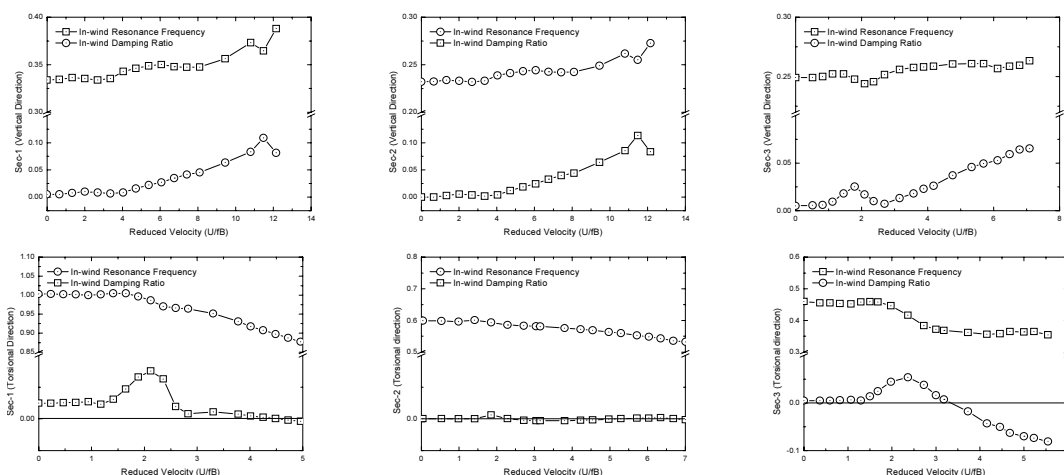 0.40
In-wind Resonance Frequency
In-wind Damping Ratio
0.35
0.30
0.10
0.05
0.00
Sec-1 (Vertical Direction)
0 2 4 6 8 10 12 14
Reduced Velocity (U/fB)
0.30
In-wind Resonance Frequency
In-wind Damping Ratio
0.25
0.20
0.15
0.10
0.05
0.00
Sec-2 (Vertical Direction)
0 2 4 6 8 10 12 14
Reduced Velocity (U/fB)
0.30
In-wind Resonance Frequency
In-wind Damping Ratio
0.25
0.05
0.00
Sec-3 (Vertical Direction)
0 2 4 6 8
Reduced Velocity (U/fB)
1.10
In-wind Resonance Frequency
In-wind Damping Ratio
1.05
1.00
0.95
0.90
0.85
0.00
Sec-1 (Torsional Direction)
0 1 2 3 4 5
Reduced Velocity (U/fB)
0.8
In-wind Resonance Frequency
In-wind Damping Ratio
0.7
0.6
0.5
0.00
Sec-2 (Torsional direction)
0 1 2 3 4 5 6 7
Reduced Velocity (U/fB)
0.6
In-wind Resonance Frequency
In-wind Damping Ratio
0.5
0.4
0.3
0.1
0.0
-0.1
Sec-3 (Torsional direction)
0 1 2 3 4 5 6
Reduced Velocity (U/fB)